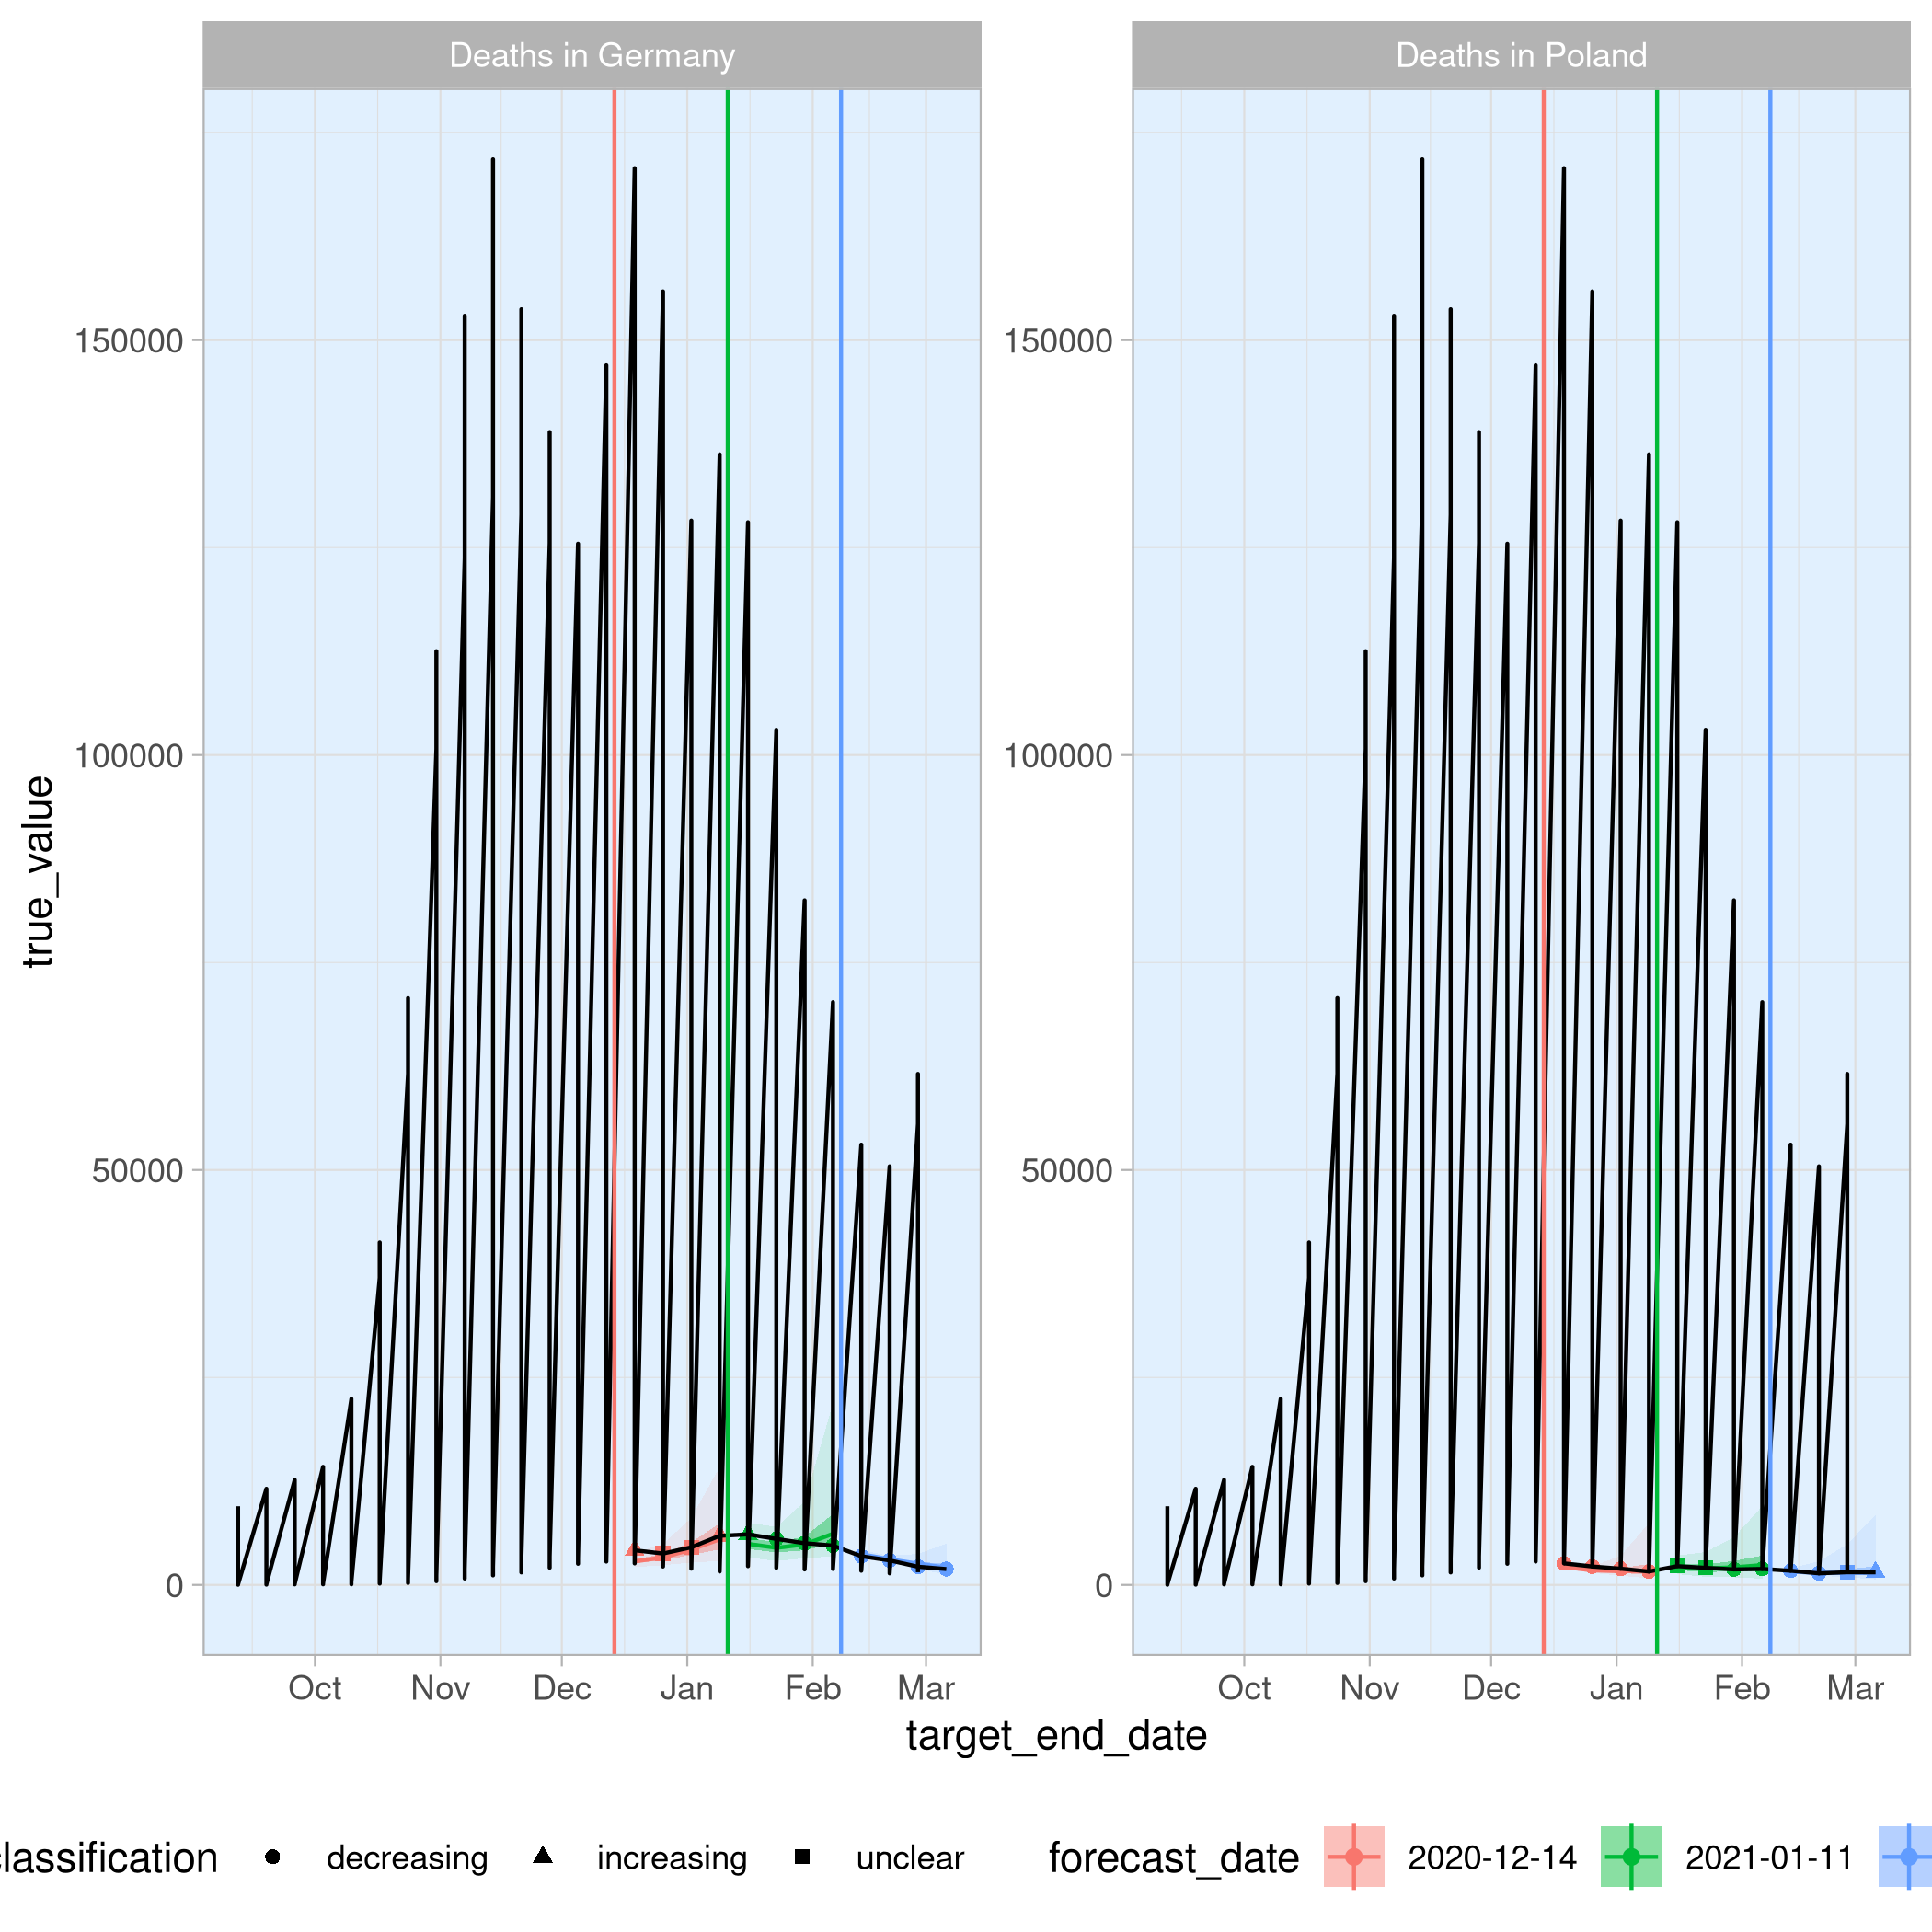 Deaths in Germany
Deaths in Poland
true_value
150000
100000
50000
0
150000
100000
50000
0
Oct Nov Dec Jan Feb Mar
Oct Nov Dec Jan Feb Mar
target_end_date
lassification decreasing increasing unclear forecast_date 2020-12-14 2021-01-11